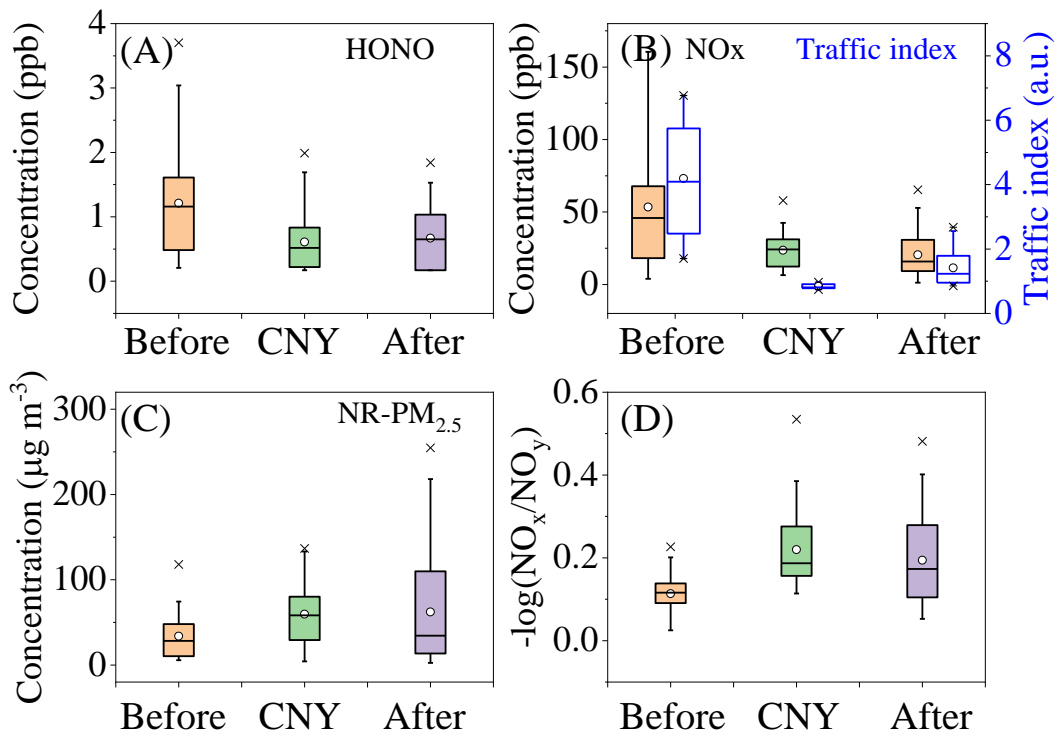 (A)
HONO
Concentration (ppb)
4
3
2
1
0
Before
CNY
After
(B)
NOx
Traffic index
Concentration (ppb)
150
100
50
0
Traffic index (a.u.)
8
6
4
2
0
Before
CNY
After
(C)
NR-PM2.5
Concentration (μg m-3)
300
200
100
0
Before
CNY
After
(D)
-log(NOx/NOy)
0.6
0.4
0.2
0.0
Before
CNY
After